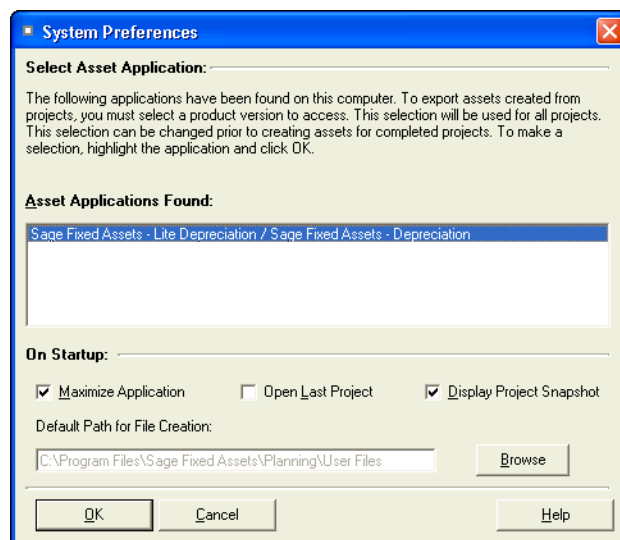 System Preferences
Select Asset Application:
The following applications have been found on this computer. To export assets created from
projects, you must select a product version to access. This selection will be used for all projects.
This selection can be changed prior to creating assets for completed projects. To make a
selection, highlight the application and click OK.
Asset Applications Found:
Sage Fixed Assets - Lite Depreciation / Sage Fixed Assets - Depreciation
On Startup:
Maximize Application Open Last Project Display Project Snapshot
Default Path for File Creation:
C:\Program Files\Sage Fixed Assets\Planning\User Files Browse
OK Cancel Help